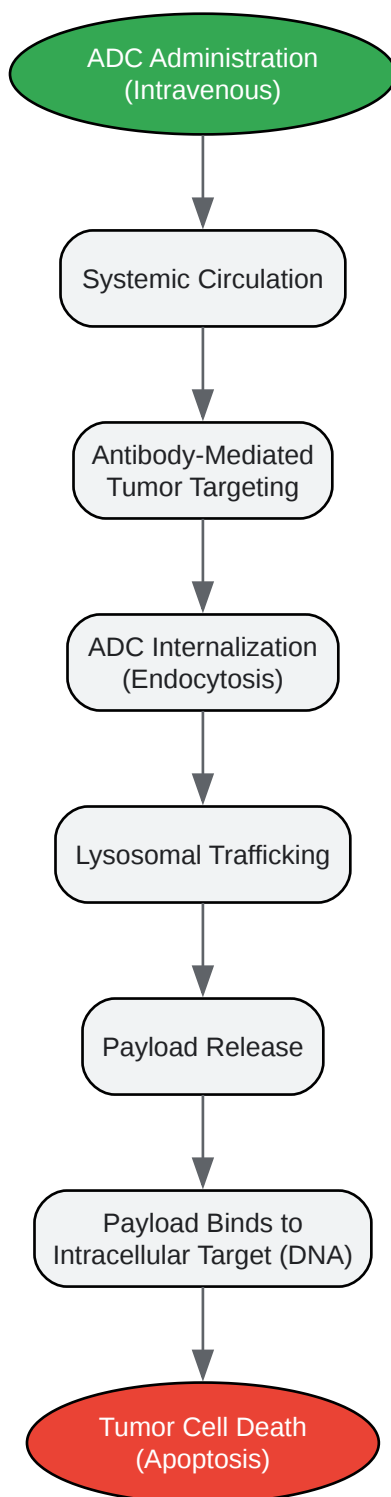 ADC Administration
(Intravenous)
Systemic Circulation
Antibody-Mediated
Tumor Targeting
ADC Internalization
(Endocytosis)
Lysosomal Trafficking
Payload Release
Payload Binds to
Intracellular Target (DNA)
Tumor Cell Death
(Apoptosis)